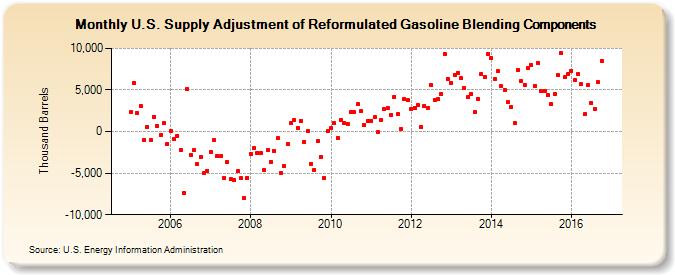 Monthly U.S. Supply Adjustment of Reformulated Gasoline Blending Components
Thousand Barrels
10,000
5,000
0
-5,000
-10,000
2006 2008 2010 2012 2014 2016
Source: U.S. Energy Information Administration